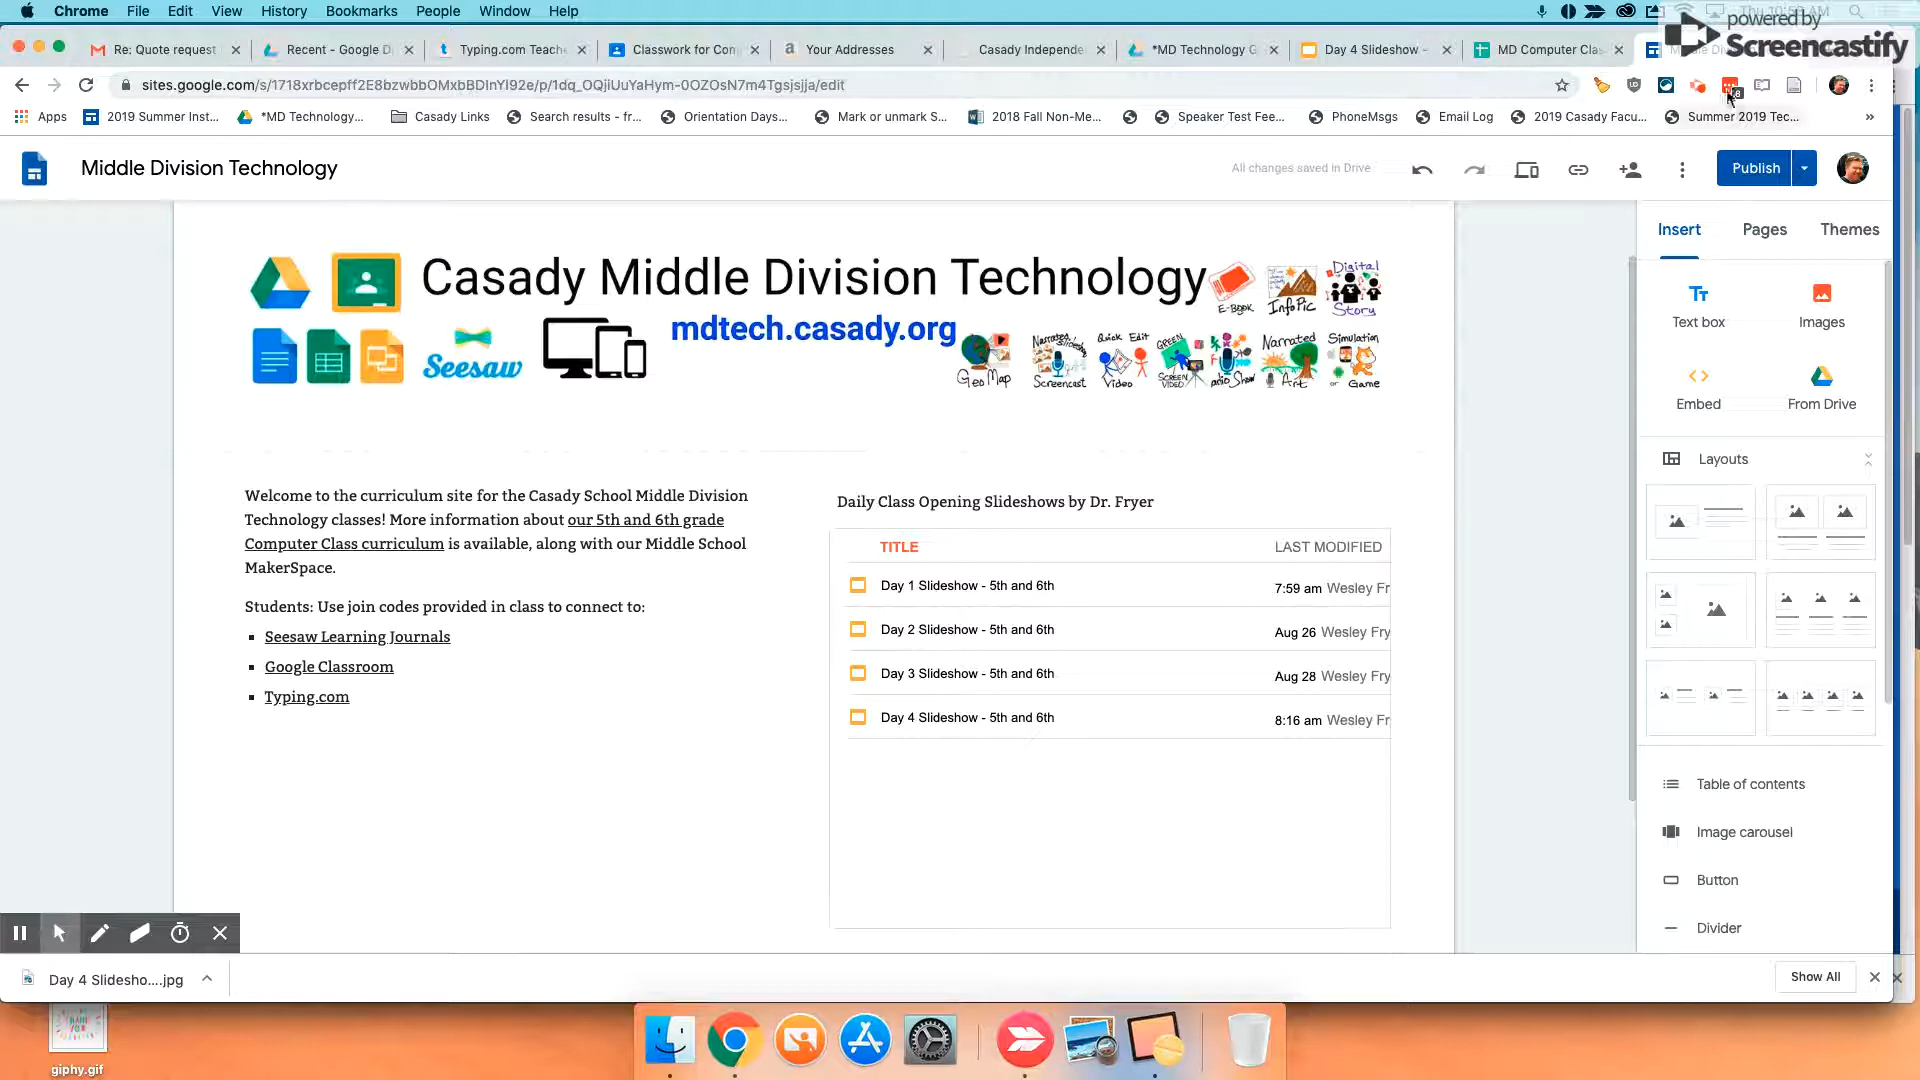 Chrome File Edit View History Bookmarks People Window Help
powered by
Screencastify
Re: Quote request
Recent - Google D
Typing.com Teache
Classwork for Com
Your Addresses
Casady Independe
*MD Technology G
Day 4 Slideshow -
MD Computer Clas
sites.google.com/s/1718xrbcepff2E8bzwbbOMxbBDInYl92e/p/1dq_OQjiUuYaHym-0OZOsN7m4Tgsjsjja/edit
Apps
2019 Summer Inst...
*MD Technology...
Casady Links
Search results - fr...
Orientation Days...
Mark or unmark S...
2018 Fall Non-Me...
Speaker Test Fee...
PhoneMsgs
Email Log
2019 Casady Facu...
Summer 2019 Tec...
»
Middle Division Technology
All changes saved in Drive
Publish
Insert Pages Themes
Casady Middle Division Technology
mdtech.casady.org
Seesaw
E-Book
InfoPic
Digital Story
GeoMap
Narrated Slideshow Screencast
Quick Edit Video
GREEN SCREEN VIDEO
Radio Show
Narrated Art
Simulation or Game
Text box
Images
Embed
From Drive
Layouts
Welcome to the curriculum site for the Casady School Middle Division
Technology classes! More information about our 5th and 6th grade
Computer Class curriculum is available, along with our Middle School
MakerSpace.
Students: Use join codes provided in class to connect to:
▪ Seesaw Learning Journals
▪ Google Classroom
▪ Typing.com
Daily Class Opening Slideshows by Dr. Fryer
TITLE LAST MODIFIED
Day 1 Slideshow - 5th and 6th 7:59 am Wesley Fr
Day 2 Slideshow - 5th and 6th Aug 26 Wesley Fry
Day 3 Slideshow - 5th and 6th Aug 28 Wesley Fry
Day 4 Slideshow - 5th and 6th 8:16 am Wesley Fr
Table of contents
Image carousel
Button
Divider
Day 4 Slidesho....jpg
Show All
giphy.gif